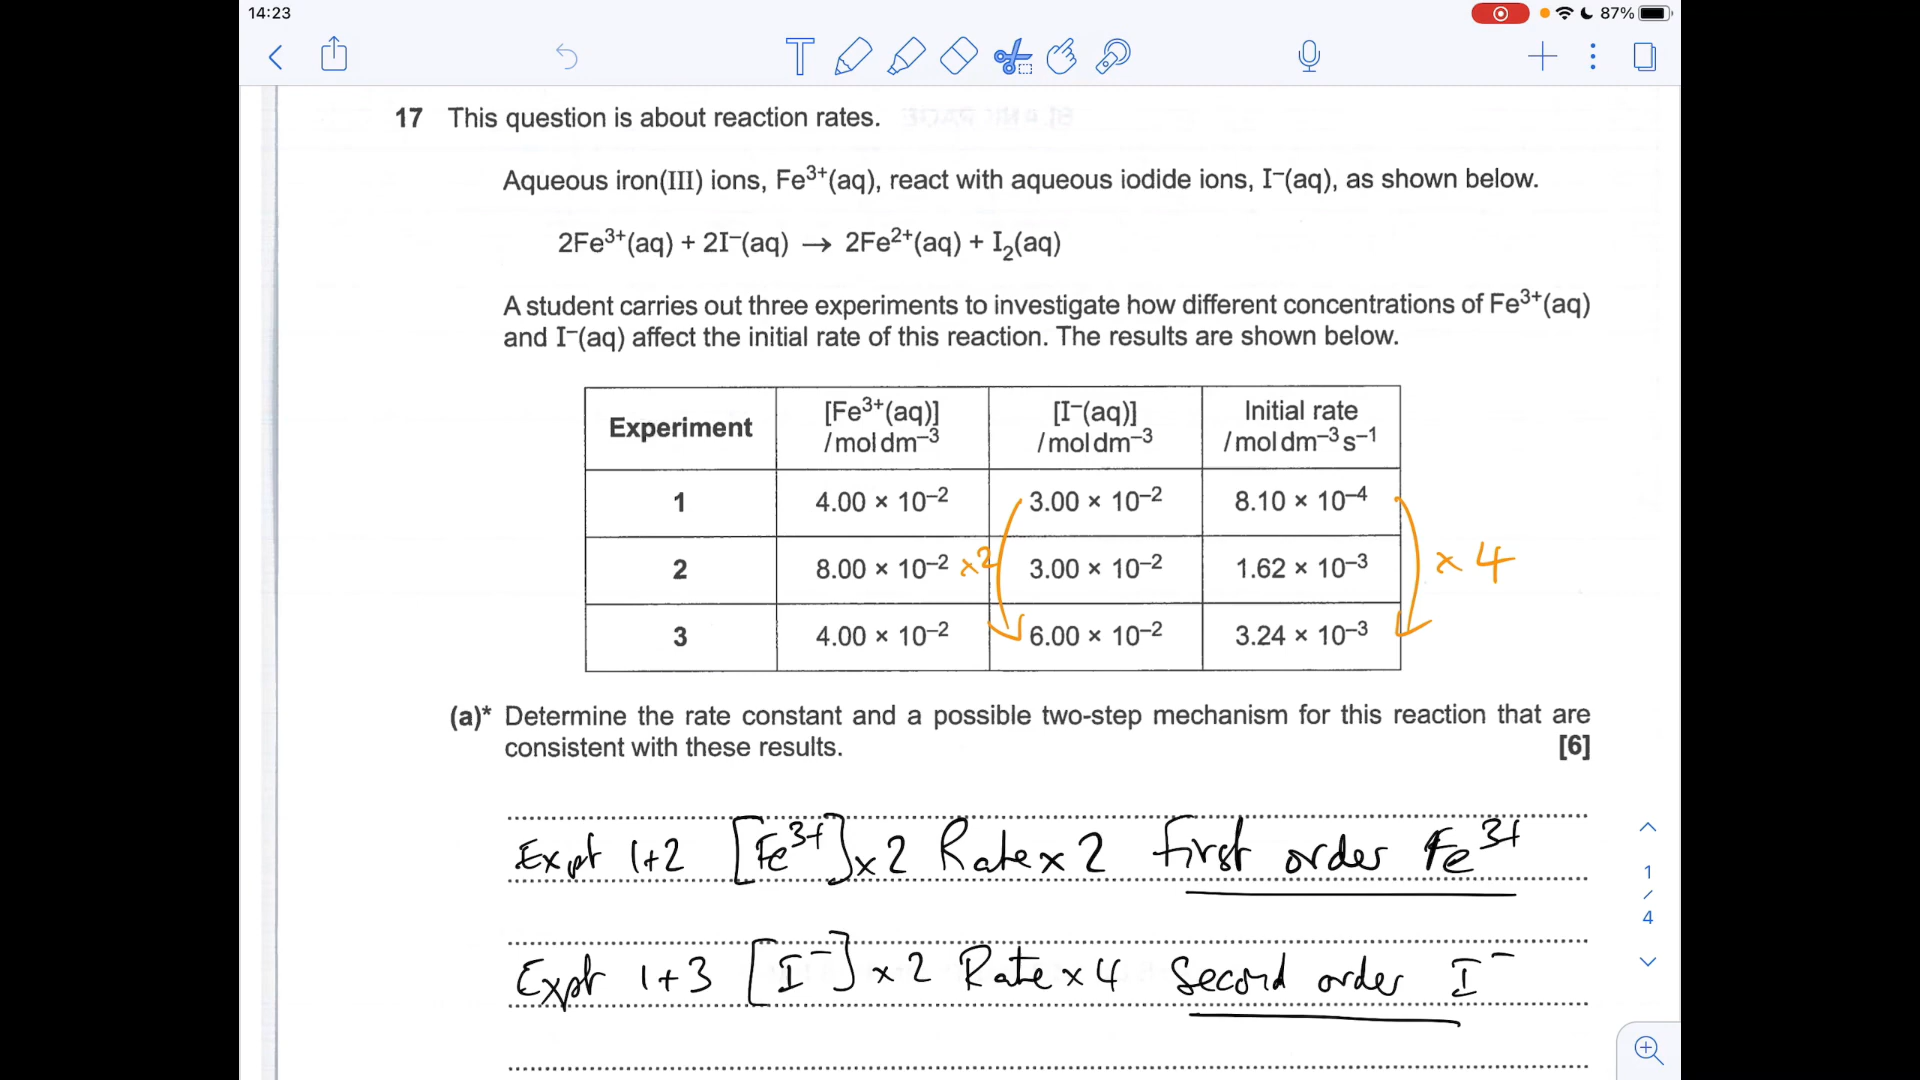 14:23
87%
17 This question is about reaction rates.
Aqueous iron(III) ions, Fe³⁺(aq), react with aqueous iodide ions, I⁻(aq), as shown below.
2Fe³⁺(aq) + 2I⁻(aq) → 2Fe²⁺(aq) + I₂(aq)
A student carries out three experiments to investigate how different concentrations of Fe³⁺(aq)
and I⁻(aq) affect the initial rate of this reaction. The results are shown below.
Experiment [Fe³⁺(aq)] /mol dm⁻³ [I⁻(aq)] /mol dm⁻³ Initial rate /mol dm⁻³ s⁻¹
1 4.00 × 10⁻² 3.00 × 10⁻² 8.10 × 10⁻⁴
2 8.00 × 10⁻² ×2 3.00 × 10⁻² 1.62 × 10⁻³ × 4
3 4.00 × 10⁻² 6.00 × 10⁻² 3.24 × 10⁻³
(a)* Determine the rate constant and a possible two-step mechanism for this reaction that are
consistent with these results. [6]
Expt 1+2 [Fe³⁺] × 2 Rate × 2 First order Fe³⁺
Expt 1+3 [I⁻] × 2 Rate × 4 Second order I⁻
1
/
4